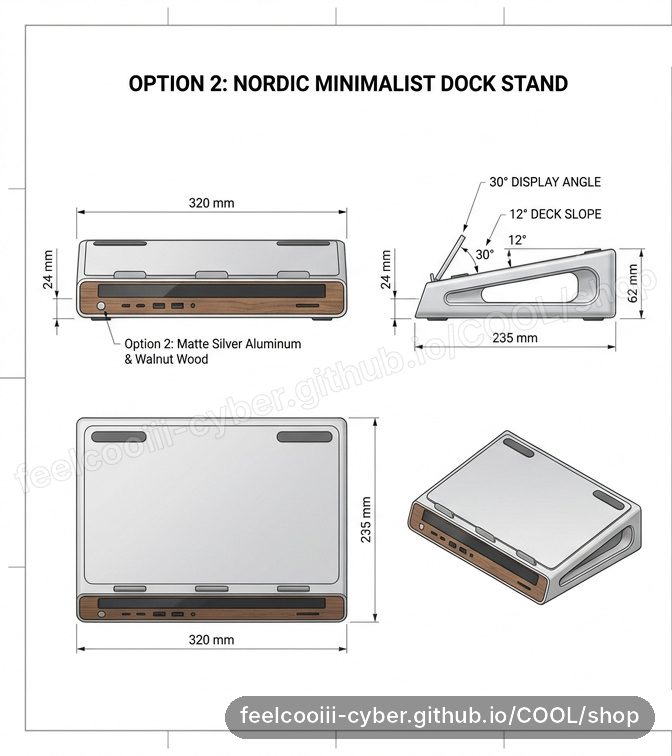 OPTION 2: NORDIC MINIMALIST DOCK STAND
30° DISPLAY ANGLE
320 mm
12° DECK SLOPE
12°
30°
24 mm
24 mm
62 mm
Option 2: Matte Silver Aluminum
& Walnut Wood
235 mm
feelcooiii-cyber.github.io/COOL/shop
235 mm
320 mm
feelcooiii-cyber.github.io/COOL/shop